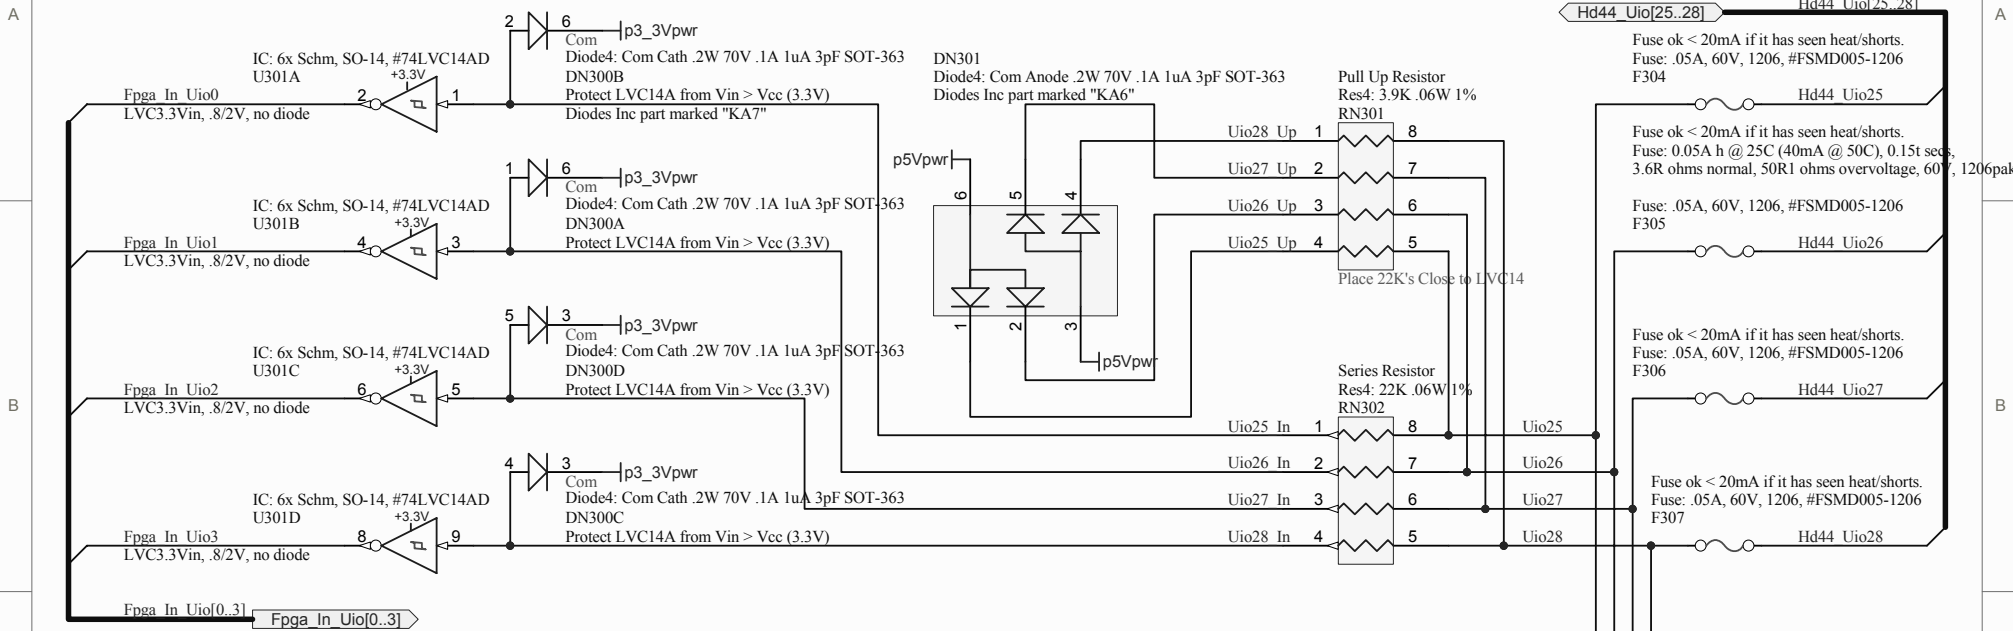 A
Hd44_Uio[25..28]
Hd44_Uio[25..28]
A
2
6
p3_3Vpwr
Com
IC: 6x Schm, SO-14, #74LVC14AD
U301A
+3.3V
Diode4: Com Cath .2W 70V .1A 1uA 3pF SOT-363
DN300B
Fpga_In_Uio0
2
1
Protect LVC14A from Vin > Vcc (3.3V)
LVC3.3Vin, .8/2V, no diode
Diodes Inc part marked "KA7"
DN301
Diode4: Com Anode .2W 70V .1A 1uA 3pF SOT-363
Diodes Inc part marked "KA6"
Pull Up Resistor
Res4: 3.9K .06W 1%
RN301
Fuse ok < 20mA if it has seen heat/shorts.
Fuse: .05A, 60V, 1206, #FSMD005-1206
F304
Hd44_Uio25
Fuse ok < 20mA if it has seen heat/shorts.
Fuse: 0.05A h @ 25C (40mA @ 50C), 0.15t secs,
3.6R ohms normal, 50R1 ohms overvoltage, 60V, 1206pak
Uio28_Up
1
8
Uio27_Up
2
7
Uio26_Up
3
6
Uio25_Up
4
5
Place 22K's Close to LVC14
p5Vpwr
6
5
4
1
2
3
p5Vpwr
1
6
p3_3Vpwr
Com
IC: 6x Schm, SO-14, #74LVC14AD
U301B
+3.3V
Diode4: Com Cath .2W 70V .1A 1uA 3pF SOT-363
DN300A
Fpga_In_Uio1
4
3
Protect LVC14A from Vin > Vcc (3.3V)
LVC3.3Vin, .8/2V, no diode
Fuse: .05A, 60V, 1206, #FSMD005-1206
F305
Hd44_Uio26
5
3
p3_3Vpwr
Com
IC: 6x Schm, SO-14, #74LVC14AD
U301C
+3.3V
Diode4: Com Cath .2W 70V .1A 1uA 3pF SOT-363
DN300D
Fpga_In_Uio2
6
5
Protect LVC14A from Vin > Vcc (3.3V)
LVC3.3Vin, .8/2V, no diode
Fuse ok < 20mA if it has seen heat/shorts.
Fuse: .05A, 60V, 1206, #FSMD005-1206
F306
Hd44_Uio27
B
B
Series Resistor
Res4: 22K .06W 1%
RN302
Uio25_In
1
8
Uio25
Uio26_In
2
7
Uio26
Uio27_In
3
6
Uio27
Uio28_In
4
5
Uio28
4
3
p3_3Vpwr
Com
IC: 6x Schm, SO-14, #74LVC14AD
U301D
+3.3V
Diode4: Com Cath .2W 70V .1A 1uA 3pF SOT-363
DN300C
Fpga_In_Uio3
8
9
Protect LVC14A from Vin > Vcc (3.3V)
LVC3.3Vin, .8/2V, no diode
Fuse ok < 20mA if it has seen heat/shorts.
Fuse: .05A, 60V, 1206, #FSMD005-1206
F307
Hd44_Uio28
Fpga_In_Uio[0..3]
Fpga_In_Uio[0..3]